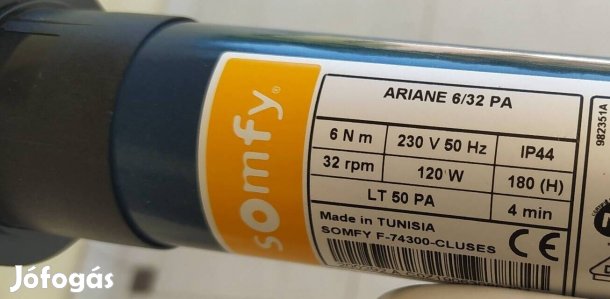 somfy®
ARIANE 6/32 PA
6 N m 230 V 50 Hz IP44
32 rpm 120 W 180 (H)
LT 50 PA 4 min
Made in TUNISIA
SOMFY F-74300-CLUSES CE
982351A
Jófogás